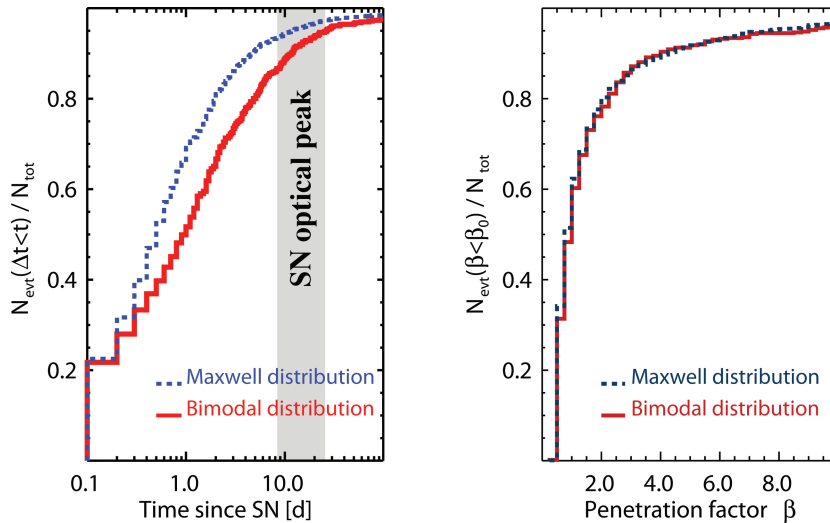 N_evt(Δt<t) / N_tot
0.8
0.6
0.4
0.2
SN optical peak
Maxwell distribution
Bimodal distribution
0.1 1.0 10.0
Time since SN [d]
N_evt(β<β_0) / N_tot
0.8
0.6
0.4
0.2
Maxwell distribution
Bimodal distribution
2.0 4.0 6.0 8.0
Penetration factor β